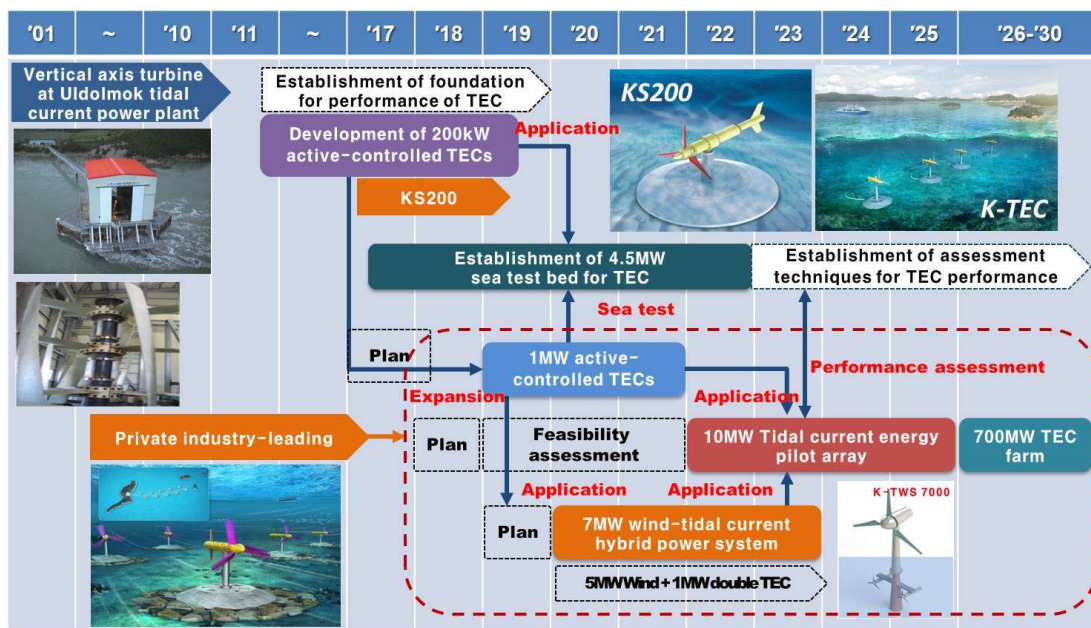 '01
~
'10
'11
~
'17
'18
'19
'20
'21
'22
'23
'24
'25
'26-'30
Vertical axis turbine
at Uldolmok tidal
current power plant
Establishment of foundation
for performance of TEC
Development of 200kW
active-controlled TECs
Application
KS200
KS200
K-TEC
Establishment of 4.5MW
sea test bed for TEC
Establishment of assessment
techniques for TEC performance
Sea test
Plan
1MW active-
controlled TECs
Performance assessment
Expansion
Application
Private industry-leading
Plan
Feasibility
assessment
10MW Tidal current energy
pilot array
700MW TEC
farm
Application
Application
Plan
7MW wind-tidal current
hybrid power system
K-TWS 7000
5MW Wind + 1MW double TEC